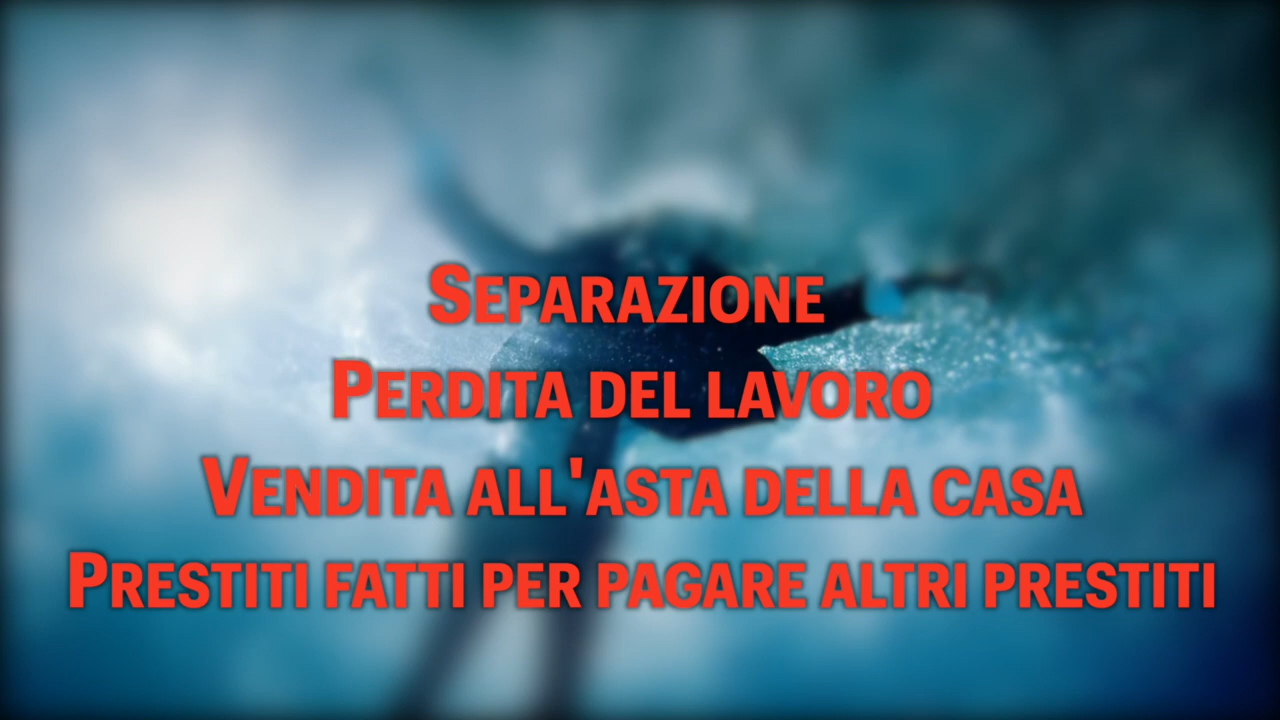 Separazione
Perdita del lavoro
Vendita all'asta della casa
Prestiti fatti per pagare altri prestiti